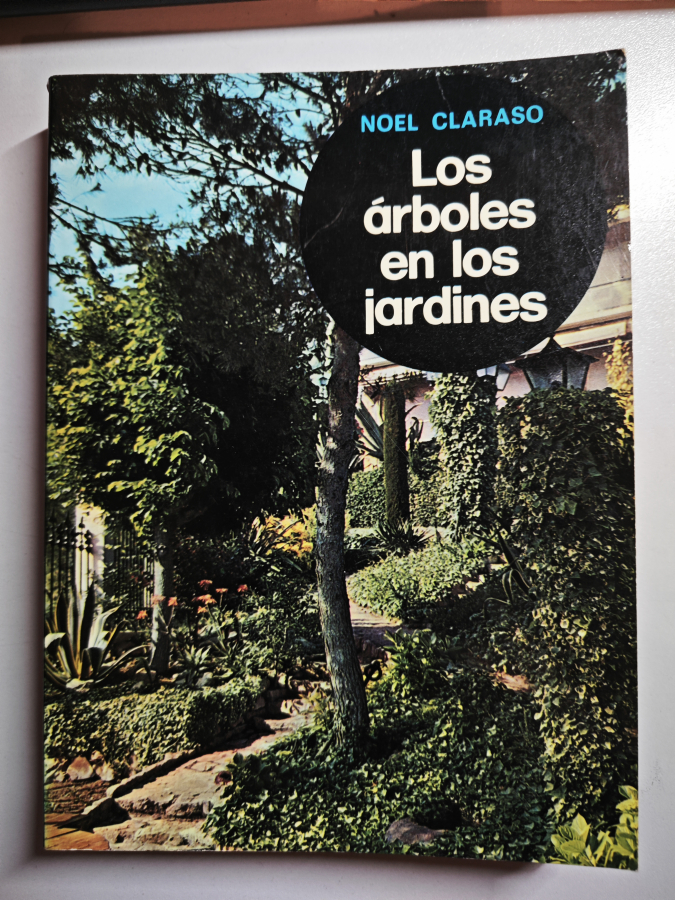 NOEL CLARASO
Los
árboles
en los
jardines